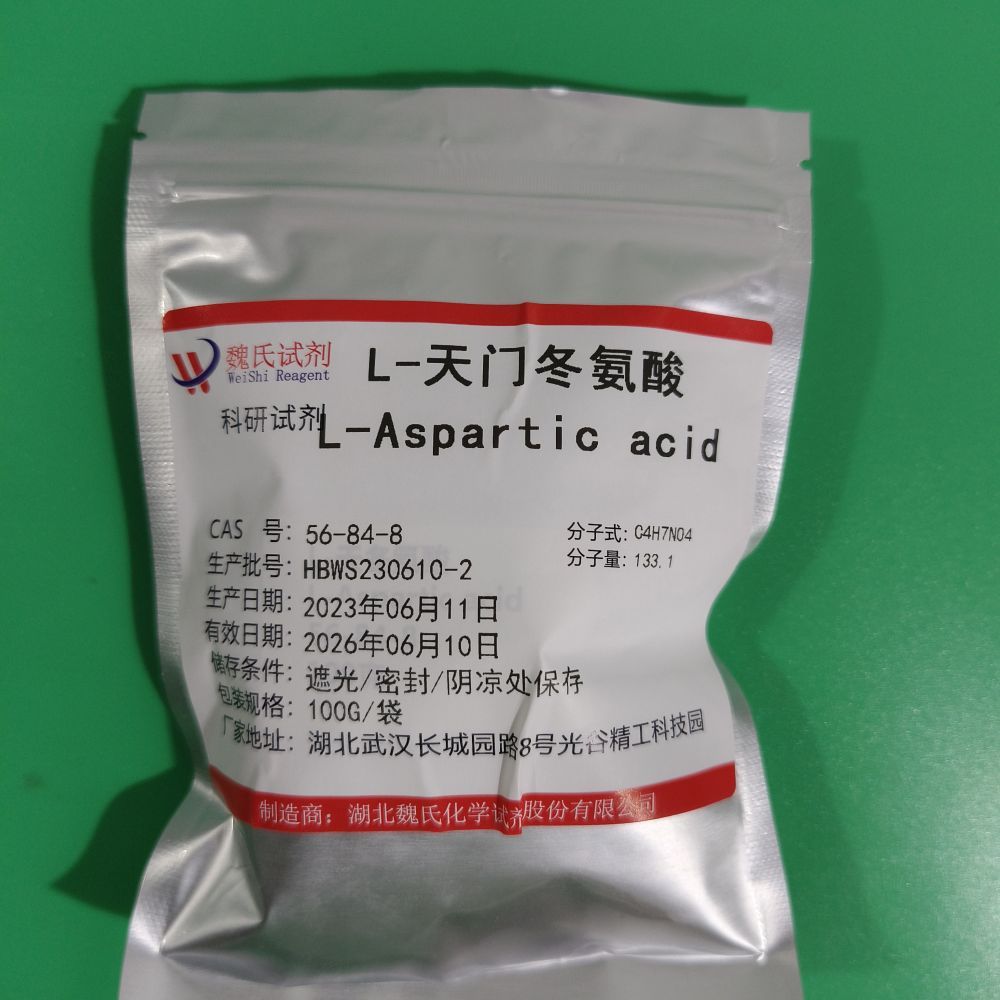 魏氏试剂
WeiShi Reagent
L-天门冬氨酸
科研试剂
L-Aspartic acid
CAS 号: 56-84-8
分子式: C4H7NO4
生产批号: HBWS230610-2
分子量: 133.1
生产日期: 2023年06月11日
有效日期: 2026年06月10日
储存条件: 遮光/密封/阴凉处保存
包装规格: 100G/袋
厂家地址: 湖北武汉长城园路8号光谷精工科技园
制造商: 湖北魏氏化学试剂股份有限公司